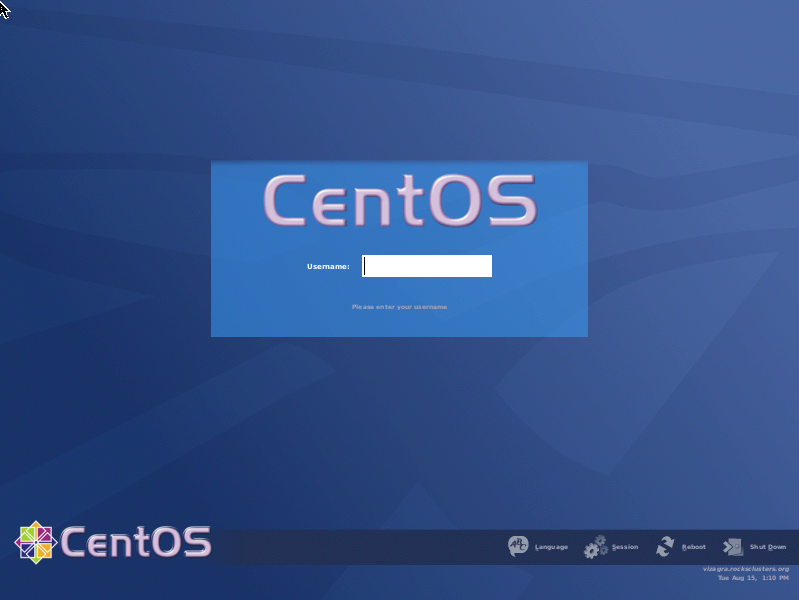 CentOS
Username:
Please enter your username
CentOS
Language
Session
Reboot
Shut Down
vizagra.rocksclusters.org
Tue Aug 15, 1:10 PM